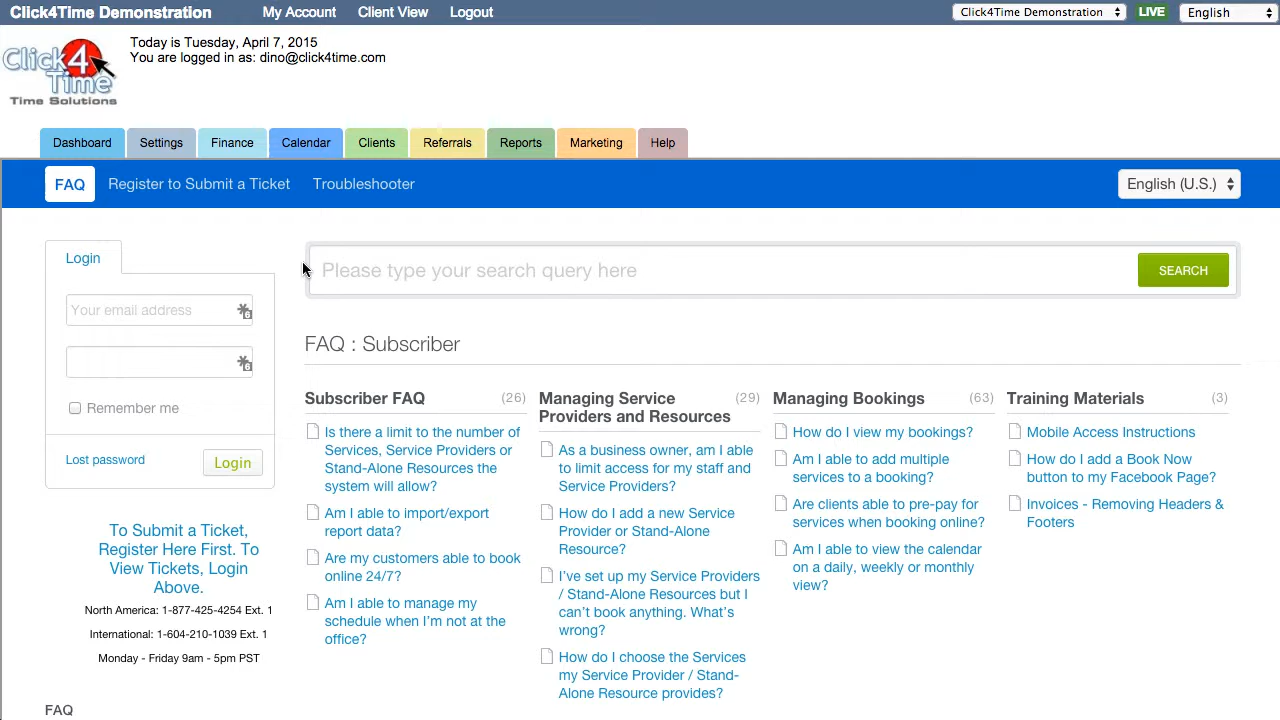 Click4Time Demonstration My Account Client View Logout Click4Time Demonstration LIVE English
Click4
Time
Time Solutions
Today is Tuesday, April 7, 2015
You are logged in as: dino@click4time.com
Dashboard Settings Finance Calendar Clients Referrals Reports Marketing Help
FAQ Register to Submit a Ticket Troubleshooter English (U.S.)
Login
Your email address
Remember me
Lost password Login
To Submit a Ticket,
Register Here First. To
View Tickets, Login
Above.
North America: 1-877-425-4254 Ext. 1
International: 1-604-210-1039 Ext. 1
Monday - Friday 9am - 5pm PST
FAQ
Please type your search query here SEARCH
FAQ : Subscriber
Subscriber FAQ (26)
Is there a limit to the number of
Services, Service Providers or
Stand-Alone Resources the
system will allow?
Am I able to import/export
report data?
Are my customers able to book
online 24/7?
Am I able to manage my
schedule when I'm not at the
office?
Managing Service (29)
Providers and Resources
As a business owner, am I able
to limit access for my staff and
Service Providers?
How do I add a new Service
Provider or Stand-Alone
Resource?
I've set up my Service Providers
/ Stand-Alone Resources but I
can't book anything. What's
wrong?
How do I choose the Services
my Service Provider / Stand-
Alone Resource provides?
Managing Bookings (63)
How do I view my bookings?
Am I able to add multiple
services to a booking?
Are clients able to pre-pay for
services when booking online?
Am I able to view the calendar
on a daily, weekly or monthly
view?
Training Materials (3)
Mobile Access Instructions
How do I add a Book Now
button to my Facebook Page?
Invoices - Removing Headers &
Footers